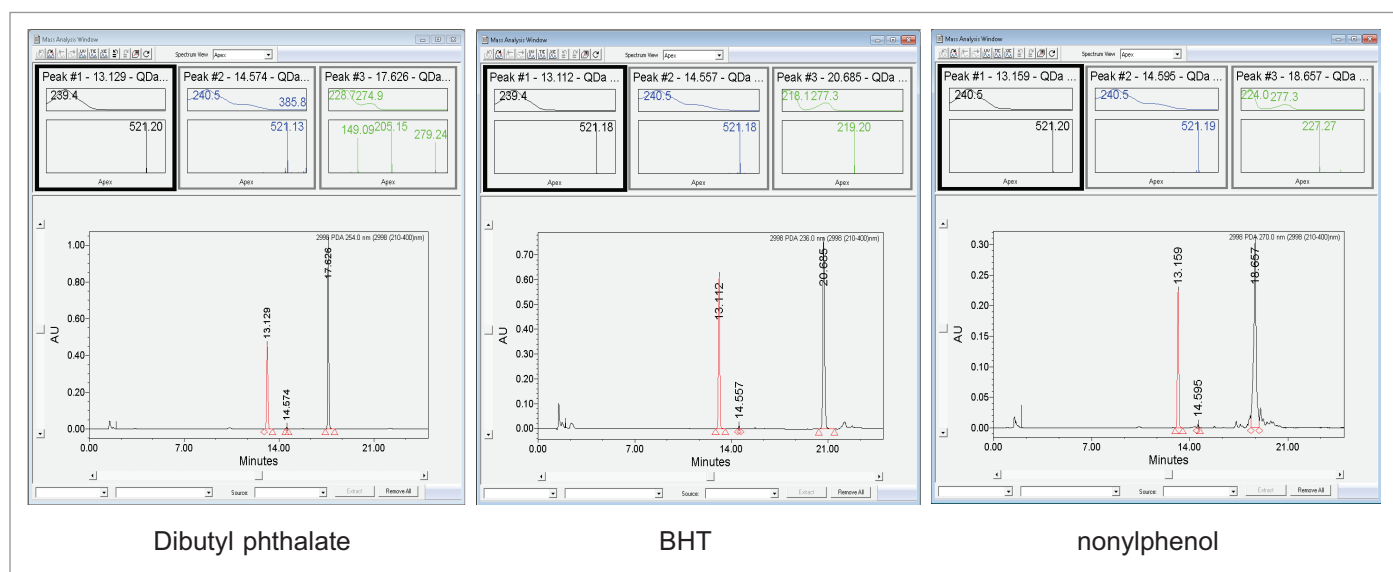 Mass Analysis Window
Spectrum View Apex
Peak #1 - 13.129 - QDa ...
239.4
521.20
Apex
Peak #2 - 14.574 - QDa ...
240.5
385.8
521.13
Apex
Peak #3 - 17.626 - QDa ...
228.7 274.9
149.09 205.15 279.24
Apex
2998 PDA 254.0 nm (2998 (210-400)nm)
AU
1.00
0.80
0.60
0.40
0.20
0.00
13.129
14.574
17.626
0.00 7.00 14.00 21.00
Minutes
Source: Extract Remove All
Dibutyl phthalate
Mass Analysis Window
Spectrum View Apex
Peak #1 - 13.112 - QDa ...
239.4
521.18
Apex
Peak #2 - 14.557 - QDa ...
240.5
521.18
Apex
Peak #3 - 20.685 - QDa ...
218.1 277.3
219.20
Apex
2998 PDA 236.0 nm (2998 (210-400)nm)
AU
0.70
0.60
0.50
0.40
0.30
0.20
0.10
0.00
13.112
14.557
20.685
0.00 7.00 14.00 21.00
Minutes
Source: Extract Remove All
BHT
Mass Analysis Window
Spectrum View Apex
Peak #1 - 13.159 - QDa ...
240.5
521.20
Apex
Peak #2 - 14.595 - QDa ...
240.5
521.19
Apex
Peak #3 - 18.657 - QDa ...
224.0 277.3
227.27
Apex
2998 PDA 270.0 nm (2998 (210-400)nm)
AU
0.30
0.25
0.20
0.15
0.10
0.05
0.00
13.159
14.595
18.657
0.00 7.00 14.00 21.00
Minutes
Source: Extract Remove All
nonylphenol